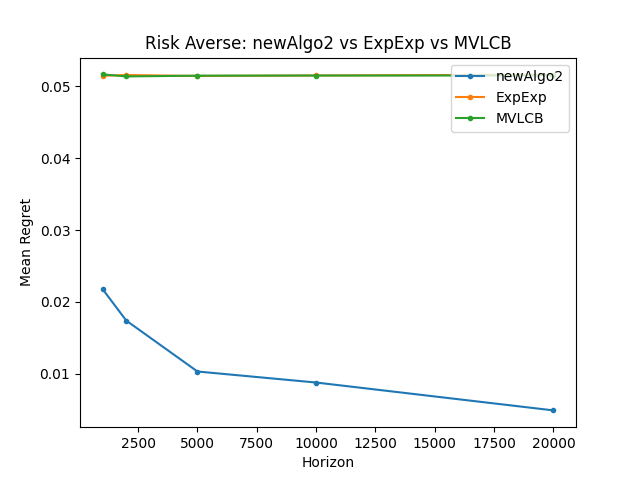 Risk Averse: newAlgo2 vs ExpExp vs MVLCB
newAlgo2
ExpExp
MVLCB
0.05
0.04
0.03
0.02
0.01
Mean Regret
2500
5000
7500
10000
12500
15000
17500
20000
Horizon